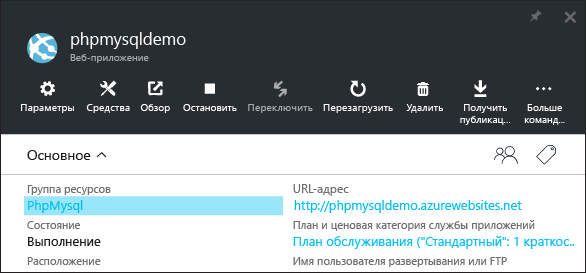 phpmysqldemo
Веб-приложение
Параметры Средства Обзор Остановить Переключить Перезагрузить Удалить Получить публикац... Больше команд...
Основное
Группа ресурсов URL-адрес
PhpMysql http://phpmysqldemo.azurewebsites.net
Состояние План и ценовая категория службы приложений
Выполнение План обслуживания ("Стандартный": 1 краткос..
Расположение Имя пользователя развертывания или FTP